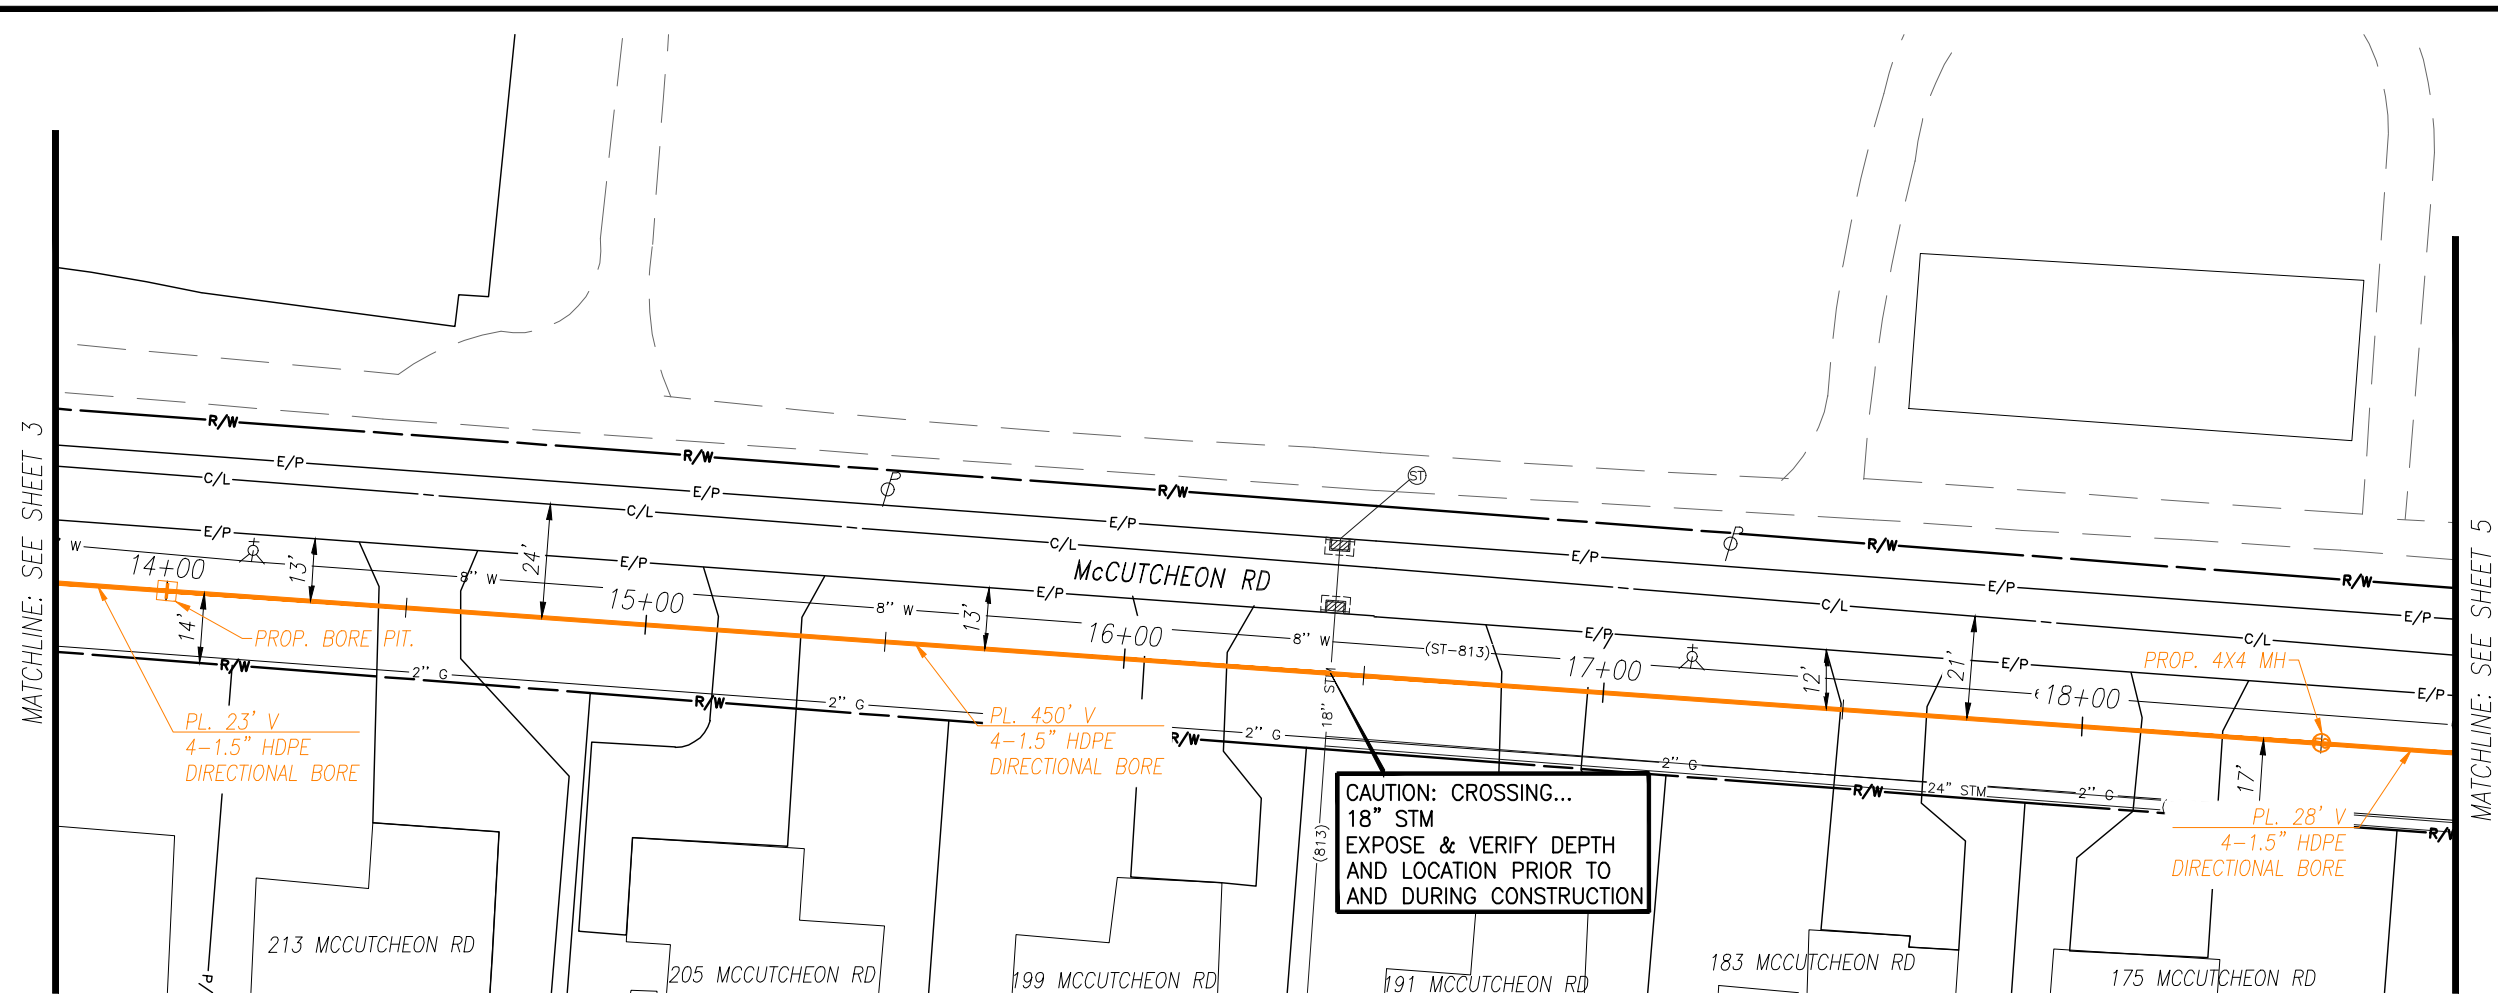 MATCHLINE: SEE SHEET 3
R/W
R/W
R/W
R/W
R/W
E/P
E/P
E/P
E/P
E/P
E/P
C/L
C/L
C/L
C/L
C/L
P
P
ST
E/P
E/P
E/P
E/P
E/P
E/P
W
8'' W
8'' W
8'' W
(ST-813)
McCUTCHEON RD
14+00
15+00
16+00
17+00
18+00
13'
24'
13'
12'
21'
14'
17'
PROP. BORE PIT.
PROP. 4X4 MH
18'' STM
R/W
R/W
R/W
R/W
R/W
2'' G
2'' G
2'' G
2'' G
2'' G
24" STM
PL. 23' V
4-1.5" HDPE
DIRECTIONAL BORE
PL. 450' V
4-1.5" HDPE
DIRECTIONAL BORE
CAUTION: CROSSING...
18" STM
EXPOSE & VERIFY DEPTH
AND LOCATION PRIOR TO
AND DURING CONSTRUCTION
PL. 28' V
4-1.5" HDPE
DIRECTIONAL BORE
(813)
213 MCCUTCHEON RD
205 MCCUTCHEON RD
199 MCCUTCHEON RD
191 MCCUTCHEON RD
183 MCCUTCHEON RD
175 MCCUTCHEON RD
P/
MATCHLINE: SEE SHEET 5